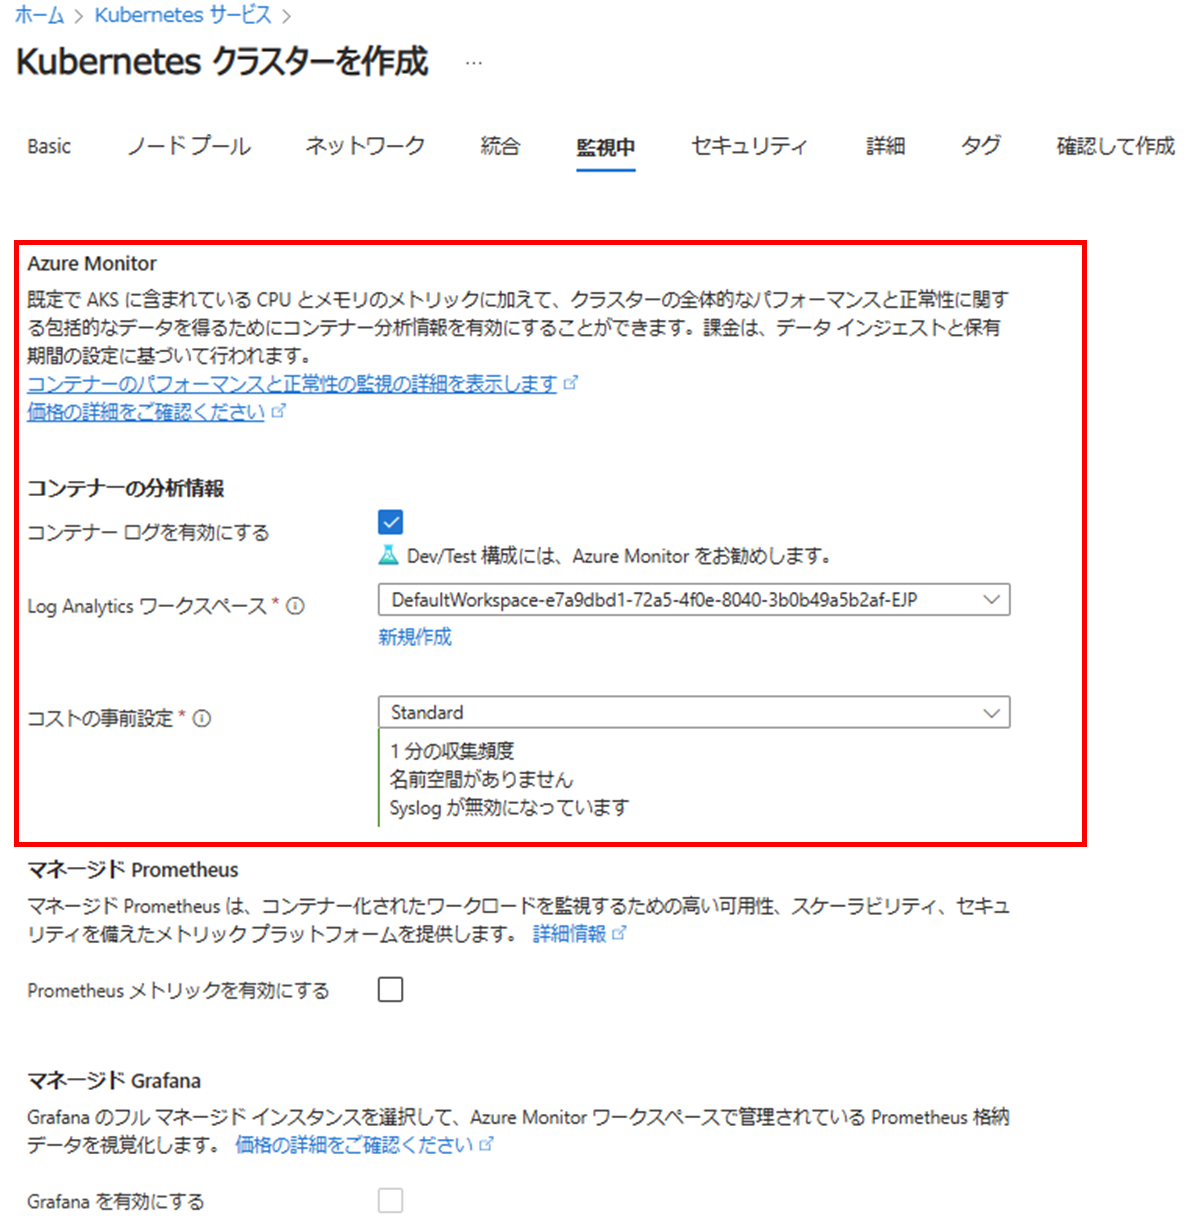 ホーム > Kubernetes サービス >
Kubernetes クラスターを作成 …
Basic ノード プール ネットワーク 統合 監視中 セキュリティ 詳細 タグ 確認して作成
Azure Monitor
既定で AKS に含まれている CPU とメモリのメトリックに加えて、クラスターの全体的なパフォーマンスと正常性に関す
る包括的なデータを得るためにコンテナー分析情報を有効にすることができます。課金は、データ インジェストと保有
期間の設定に基づいて行われます。
コンテナーのパフォーマンスと正常性の監視の詳細を表示します
価格の詳細をご確認ください
コンテナーの分析情報
コンテナー ログを有効にする
Dev/Test 構成には、Azure Monitor をお勧めします。
Log Analytics ワークスペース * DefaultWorkspace-e7a9dbd1-72a5-4f0e-8040-3b0b49a5b2af-EJP
新規作成
コストの事前設定 * Standard
1 分の収集頻度
名前空間がありません
Syslog が無効になっています
マネージド Prometheus
マネージド Prometheus は、コンテナー化されたワークロードを監視するための高い可用性、スケーラビリティ、セキュ
リティを備えたメトリック プラットフォームを提供します。 詳細情報
Prometheus メトリックを有効にする
マネージド Grafana
Grafana のフル マネージド インスタンスを選択して、Azure Monitor ワークスペースで管理されている Prometheus 格納
データを視覚化します。 価格の詳細をご確認ください
Grafana を有効にする